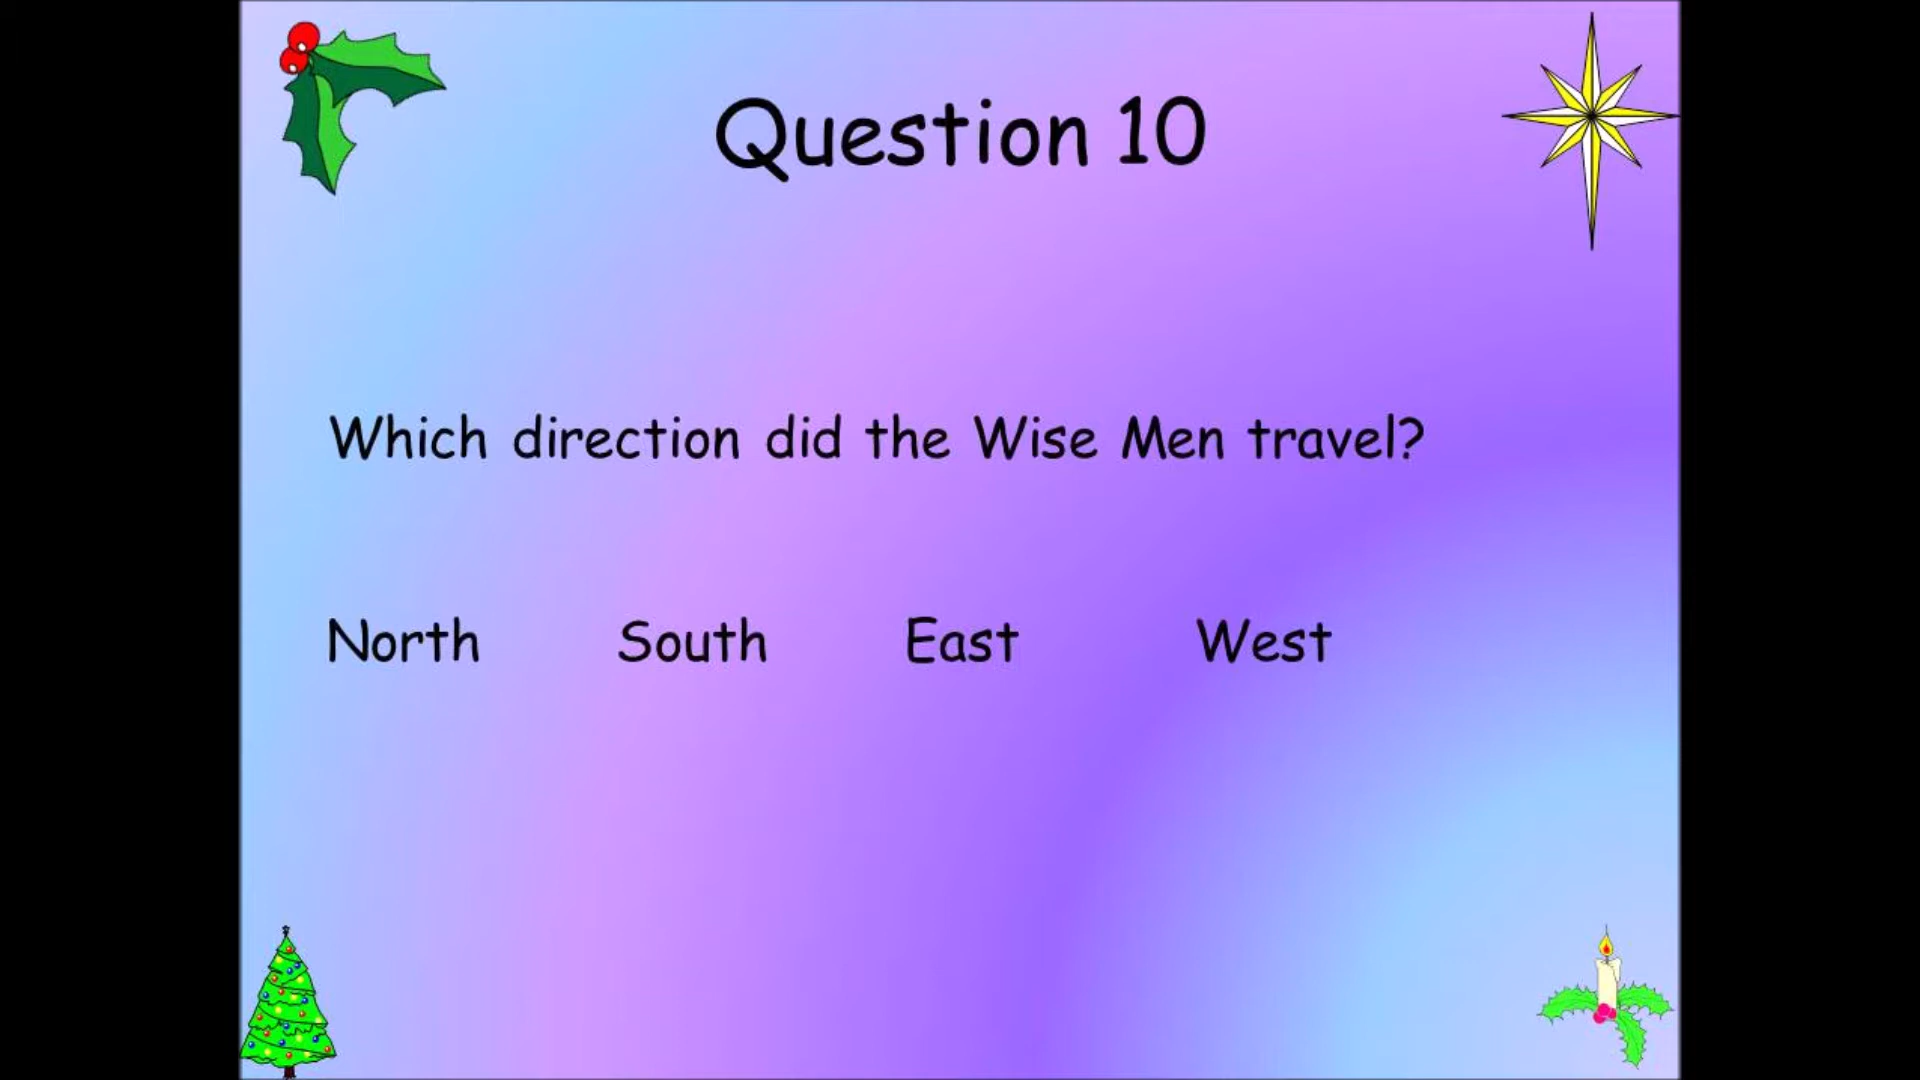 Question 10
Which direction did the Wise Men travel?
North South East West